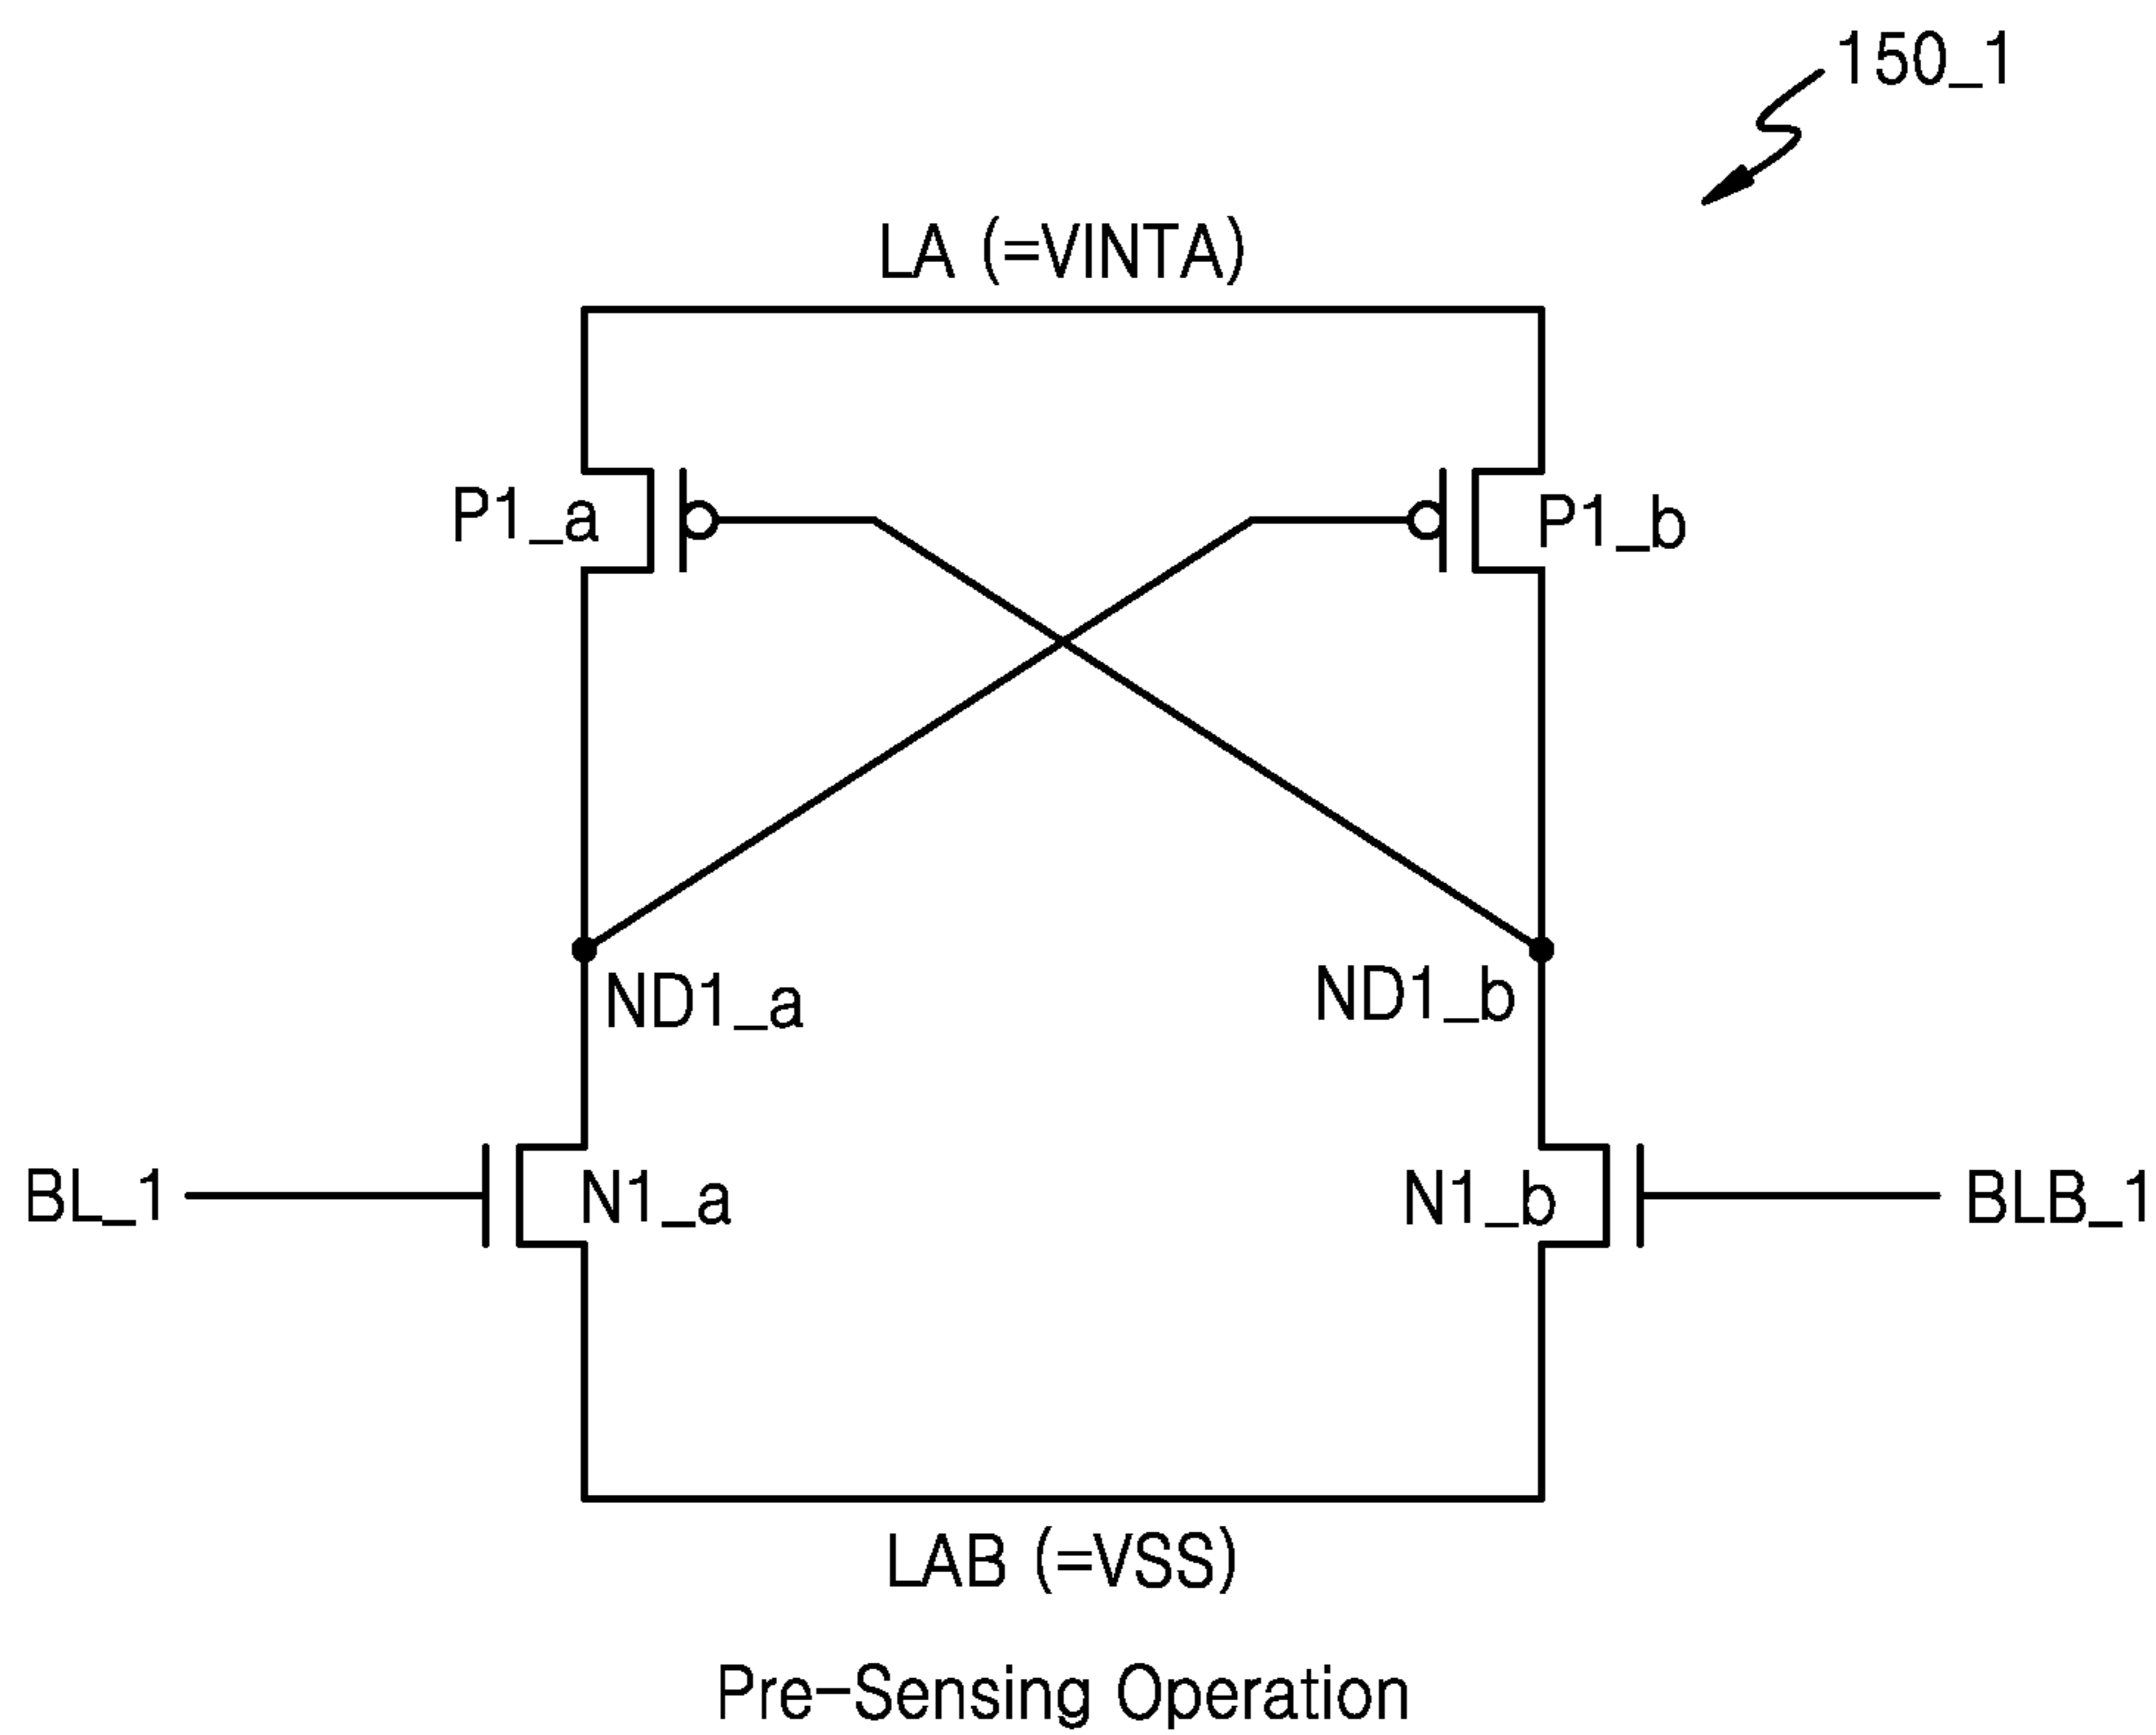 150_1
LA (=VINTA)
P1_a
P1_b
ND1_a
ND1_b
BL_1
N1_a
N1_b
BLB_1
LAB (=VSS)
Pre-Sensing Operation